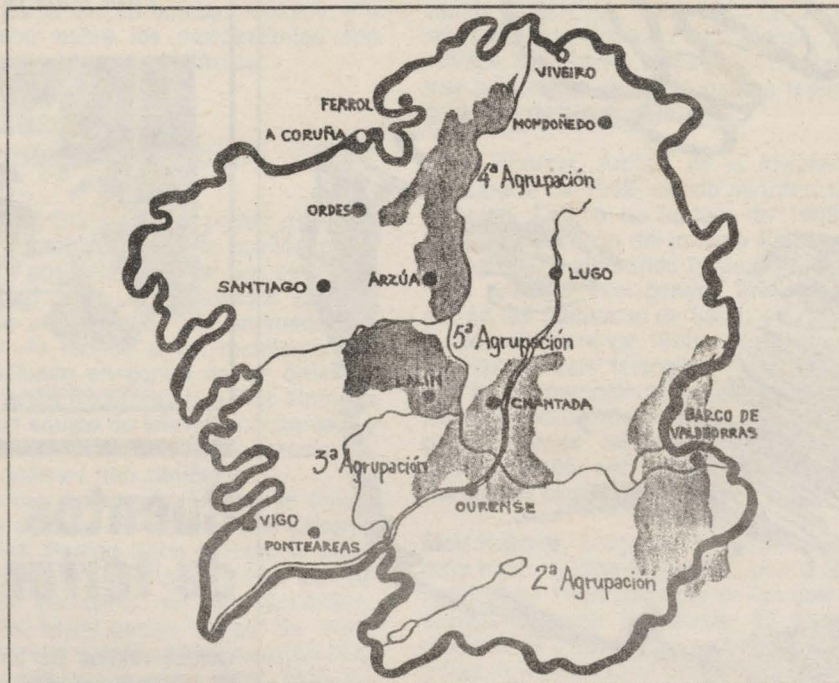 VIVEIRO
FERROL
MONDOÑEDO
A CORUÑA
4ª Agrupación
ORDES
LUGO
SANTIAGO
ARZÚA
5ª Agrupación
LALÍN
CHANTADA
BARCO DE
VALDEORRAS
3ª Agrupación
OURENSE
VIGO
PONTEAREAS
2ª Agrupación